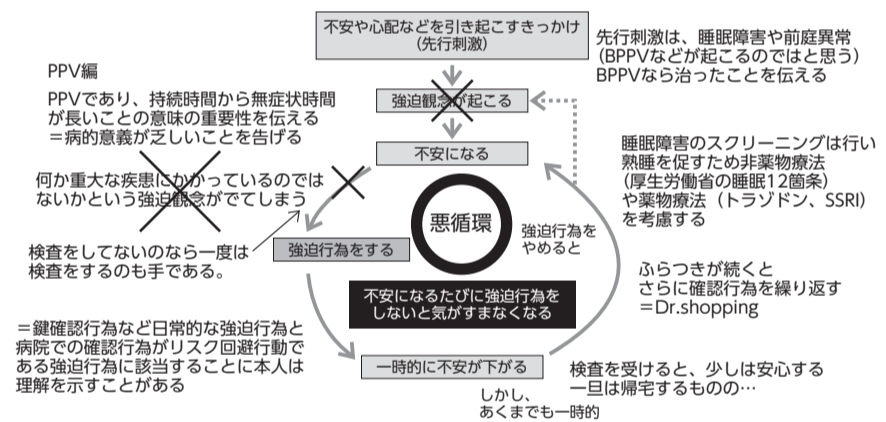 不安や心配などを引き起こすきっかけ
（先行刺激）
先行刺激は、睡眠障害や前庭異常
（BPPVなどが起こるのではと思う）
BPPVなら治ったことを伝える
PPV編
PPVであり、持続時間から無症状時間
が長いことの意味の重要性を伝える
＝病的意義が乏しいことを告げる
強迫観念が起こる
不安になる
何か重大な疾患にかかっているのでは
ないかという強迫観念がでてしまう
睡眠障害のスクリーニングは行い
熟睡を促すため非薬物療法
（厚生労働省の睡眠12箇条）
や薬物療法（トラゾドン、SSRI）
を考慮する
悪循環
強迫行為を
やめると
強迫行為をする
検査をしてないのなら一度は
検査をするのも手である。
ふらつきが続くと
さらに確認行為を繰り返す
＝Dr.shopping
不安になるたびに強迫行為を
しないと気がすまなくなる
＝鍵確認行為など日常的な強迫行為と
病院での確認行為がリスク回避行動で
ある強迫行為に該当することに本人は
理解を示すことがある
一時的に不安が下がる
しかし、
あくまでも一時的
検査を受けると、少しは安心する
一旦は帰宅するものの…